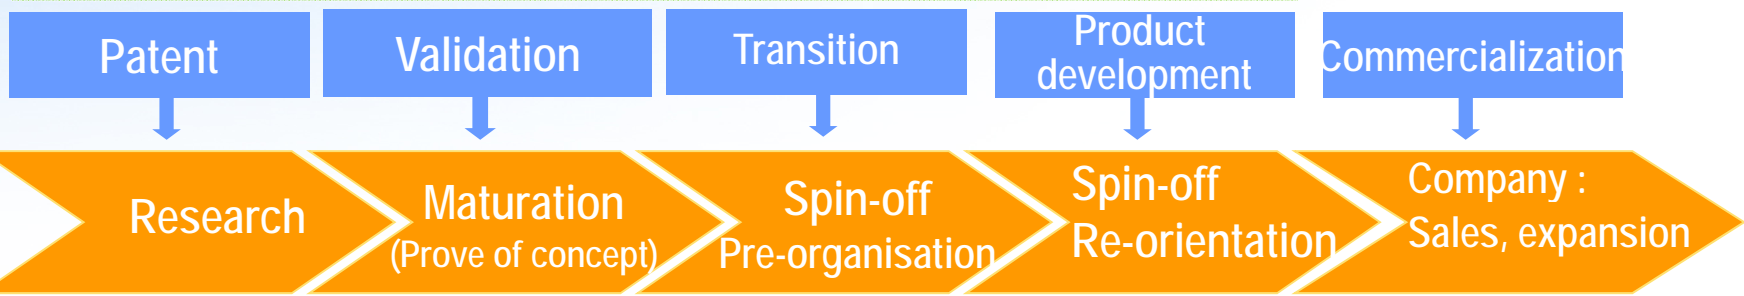 Patent
Validation
Transition
Product
development
Commercialization
Research
Maturation
(Prove of concept)
Spin-off
Pre-organisation
Spin-off
Re-orientation
Company :
Sales, expansion